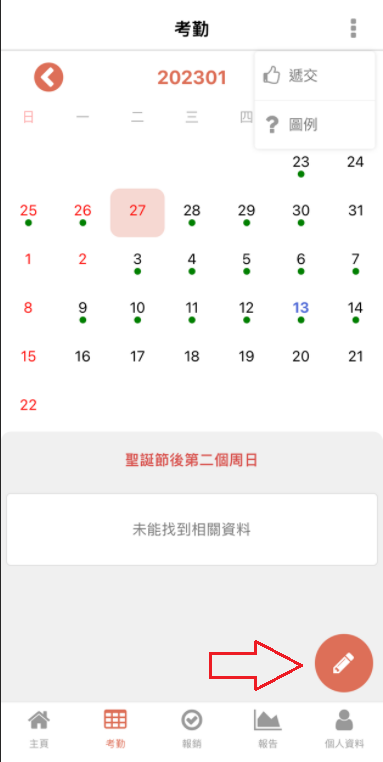 考勤
202301
遞交
圖例
日 一 二 三 四
23 24
25 26 27 28 29 30 31
1 2 3 4 5 6 7
8 9 10 11 12 13 14
15 16 17 18 19 20 21
22
聖誕節後第二個周日
未能找到相關資料
主頁 考勤 報銷 報告 個人資料